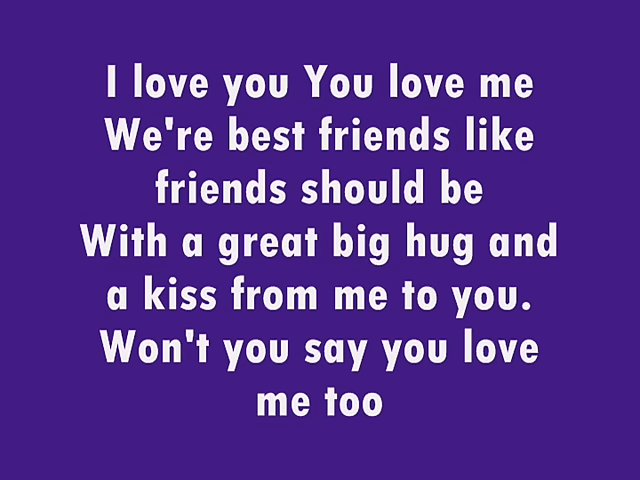 I love you You love me
We're best friends like
friends should be
With a great big hug and
a kiss from me to you.
Won't you say you love
me too